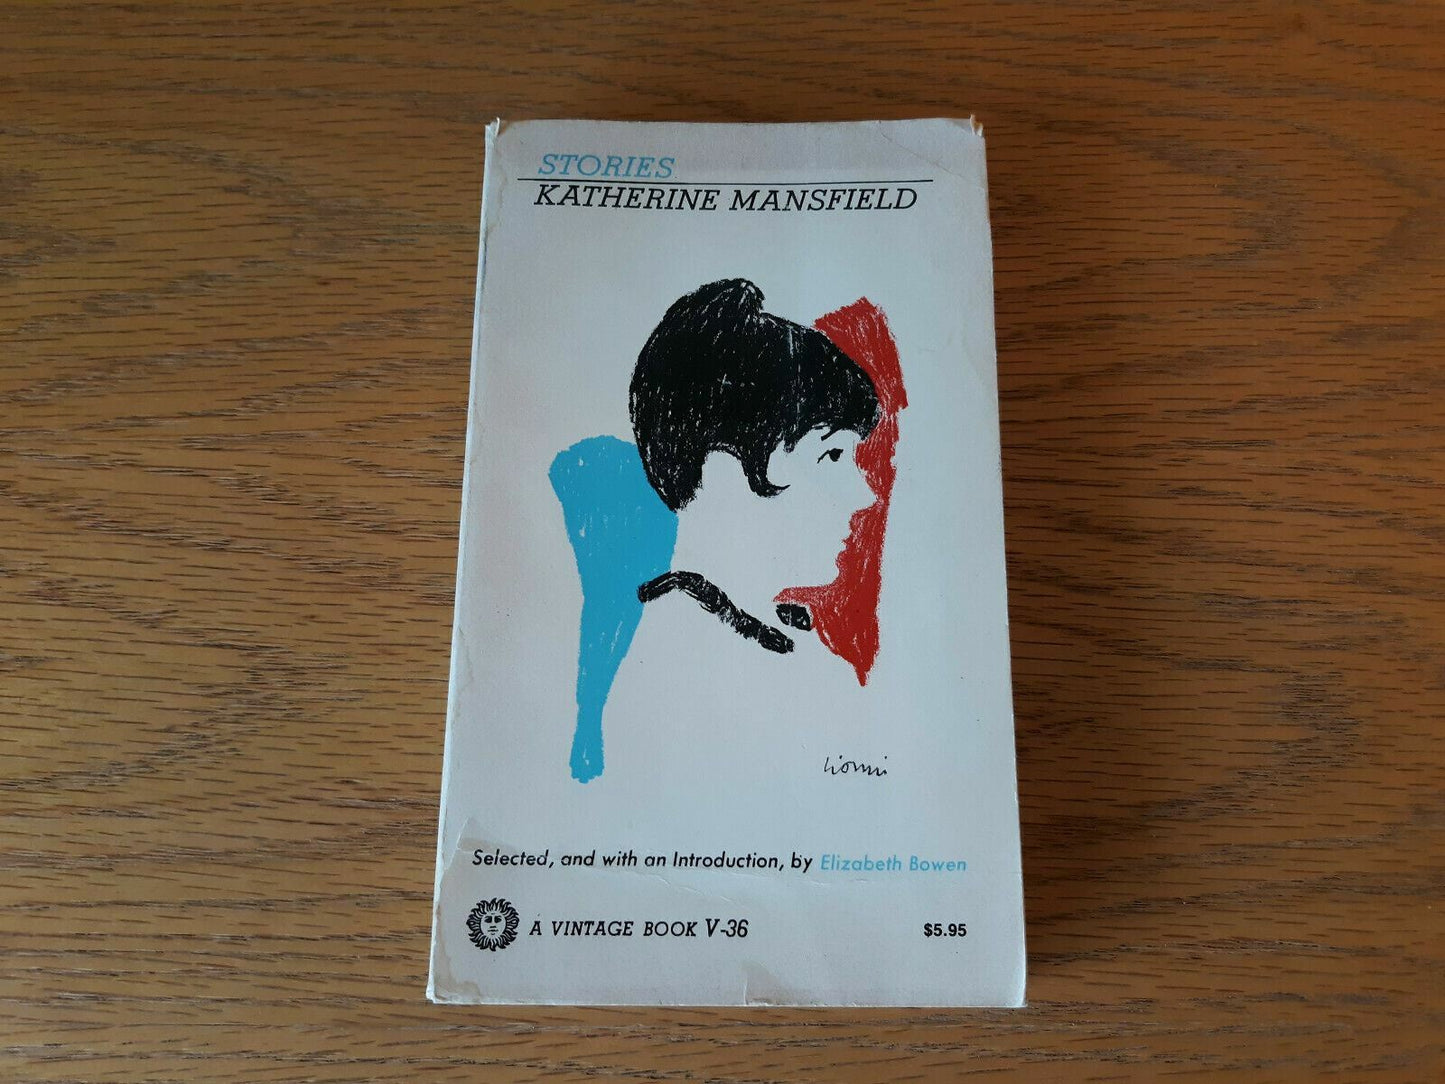 STORIES
KATHERINE MANSFIELD
lionni
Selected, and with an Introduction, by Elizabeth Bowen
A VINTAGE BOOK V-36
$5.95